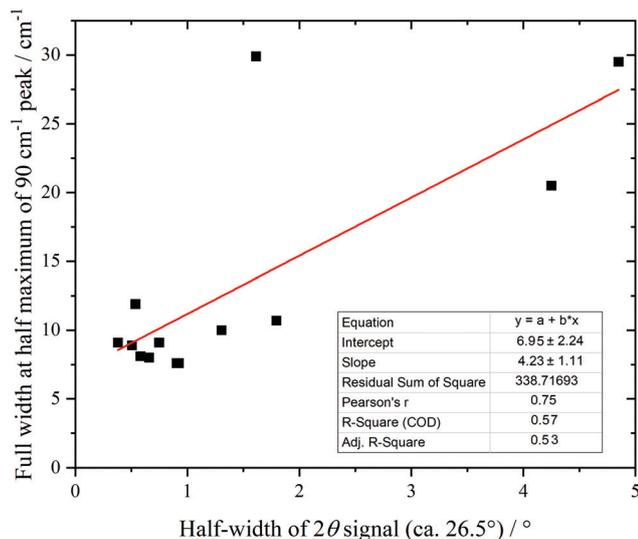 Full width at half maximum of 90 cm⁻¹ peak / cm⁻¹
30
25
20
15
10
5
0
0 1 2 3 4 5
Half-width of 2θ signal (ca. 26.5°) / °
Equation y = a + b*x
Intercept 6.95 ± 2.24
Slope 4.23 ± 1.11
Residual Sum of Square 338.71693
Pearson's r 0.75
R-Square (COD) 0.57
Adj. R-Square 0.53